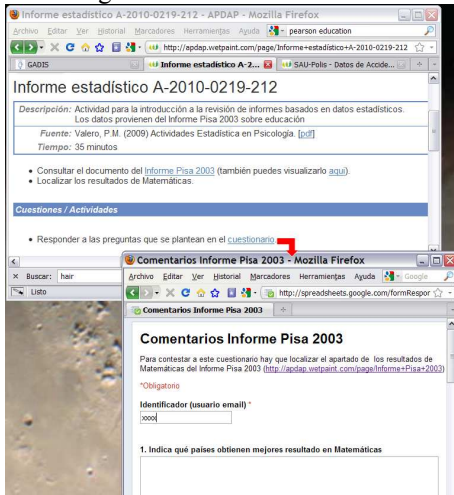 Informe estadístico A-2010-0219-212 - APDAP - Mozilla Firefox
Archivo Editar Ver Historial Marcadores Herramientas Ayuda
pearson education
http://apdap.wetpaint.com/page/Informe+estadístico+A-2010-0219-212
GADIS
Informe estadístico A-2...
SAU-Polis - Datos de Accide...
Informe estadístico A-2010-0219-212
Descripción: Actividad para la introducción a la revisión de informes basados en datos estadísticos.
Los datos provienen del Informe Pisa 2003 sobre educación
Fuente: Valero, P.M. (2009) Actividades Estadística en Psicología. [pdf]
Tiempo: 35 minutos
• Consultar el documento del Informe Pisa 2003 (también puedes visualizarlo aqui).
• Localizar los resultados de Matemáticas.
Cuestiones / Actividades
• Responder a las preguntas que se plantean en el cuestionario.
Buscar: hair
Listo
Comentarios Informe Pisa 2003 - Mozilla Firefox
Archivo Editar Ver Historial Marcadores Herramientas Ayuda
Google
http://spreadsheets.google.com/formRespor
Comentarios Informe Pisa 2003
Comentarios Informe Pisa 2003
Para contestar a este cuestionario hay que localizar el apartado de los resultados de
Matemáticas del Informe Pisa 2003 (http://apdap.wetpaint.com/page/Informe+Pisa+2003)
*Obligatorio
Identificador (usuario email) *
xxxx
1. Indica qué países obtienen mejores resultado en Matemáticas